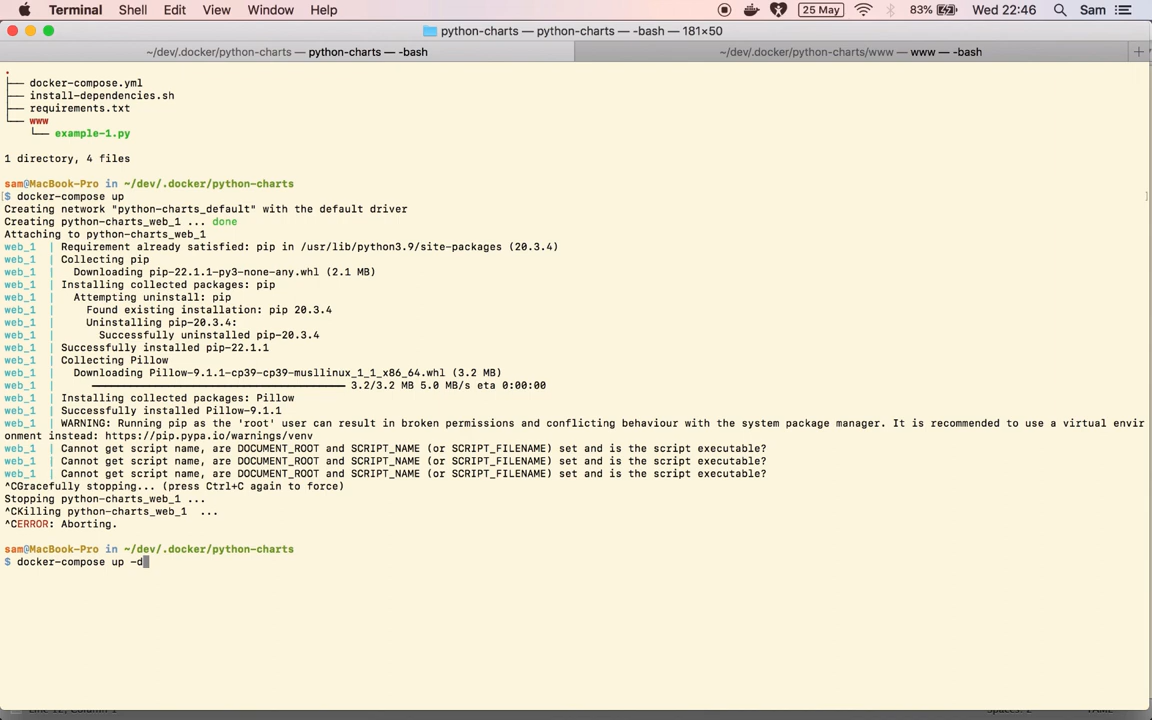 Terminal Shell Edit View Window Help 25 May 83% Wed 22:46 Sam
python-charts — python-charts — -bash — 181×50
~/dev/.docker/python-charts — python-charts — -bash ~/dev/.docker/python-charts/www — www — -bash +
.
├── docker-compose.yml
├── install-dependencies.sh
├── requirements.txt
└── www
    └── example-1.py
1 directory, 4 files
sam@MacBook-Pro in ~/dev/.docker/python-charts
[$ docker-compose up ]
Creating network "python-charts_default" with the default driver
Creating python-charts_web_1 ... done
Attaching to python-charts_web_1
web_1  | Requirement already satisfied: pip in /usr/lib/python3.9/site-packages (20.3.4)
web_1  | Collecting pip
web_1  |   Downloading pip-22.1.1-py3-none-any.whl (2.1 MB)
web_1  | Installing collected packages: pip
web_1  |   Attempting uninstall: pip
web_1  |     Found existing installation: pip 20.3.4
web_1  |     Uninstalling pip-20.3.4:
web_1  |       Successfully uninstalled pip-20.3.4
web_1  | Successfully installed pip-22.1.1
web_1  | Collecting Pillow
web_1  |   Downloading Pillow-9.1.1-cp39-cp39-musllinux_1_1_x86_64.whl (3.2 MB)
web_1  |      ━━━━━━━━━━━━━━━━━━━━━━━━━━━━━━━━━━━━━━━━ 3.2/3.2 MB 5.0 MB/s eta 0:00:00
web_1  | Installing collected packages: Pillow
web_1  | Successfully installed Pillow-9.1.1
web_1  | WARNING: Running pip as the 'root' user can result in broken permissions and conflicting behaviour with the system package manager. It is recommended to use a virtual envir
onment instead: https://pip.pypa.io/warnings/venv
web_1  | Cannot get script name, are DOCUMENT_ROOT and SCRIPT_NAME (or SCRIPT_FILENAME) set and is the script executable?
web_1  | Cannot get script name, are DOCUMENT_ROOT and SCRIPT_NAME (or SCRIPT_FILENAME) set and is the script executable?
web_1  | Cannot get script name, are DOCUMENT_ROOT and SCRIPT_NAME (or SCRIPT_FILENAME) set and is the script executable?
^CGracefully stopping... (press Ctrl+C again to force)
Stopping python-charts_web_1 ...
^CKilling python-charts_web_1  ...
^CERROR: Aborting.
sam@MacBook-Pro in ~/dev/.docker/python-charts
$ docker-compose up -d